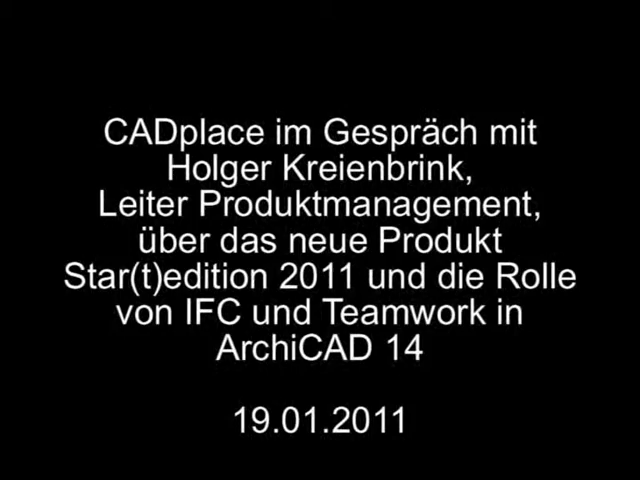 CADplace im Gespräch mit
Holger Kreienbrink,
Leiter Produktmanagement,
über das neue Produkt
Star(t)edition 2011 und die Rolle
von IFC und Teamwork in
ArchiCAD 14
19.01.2011